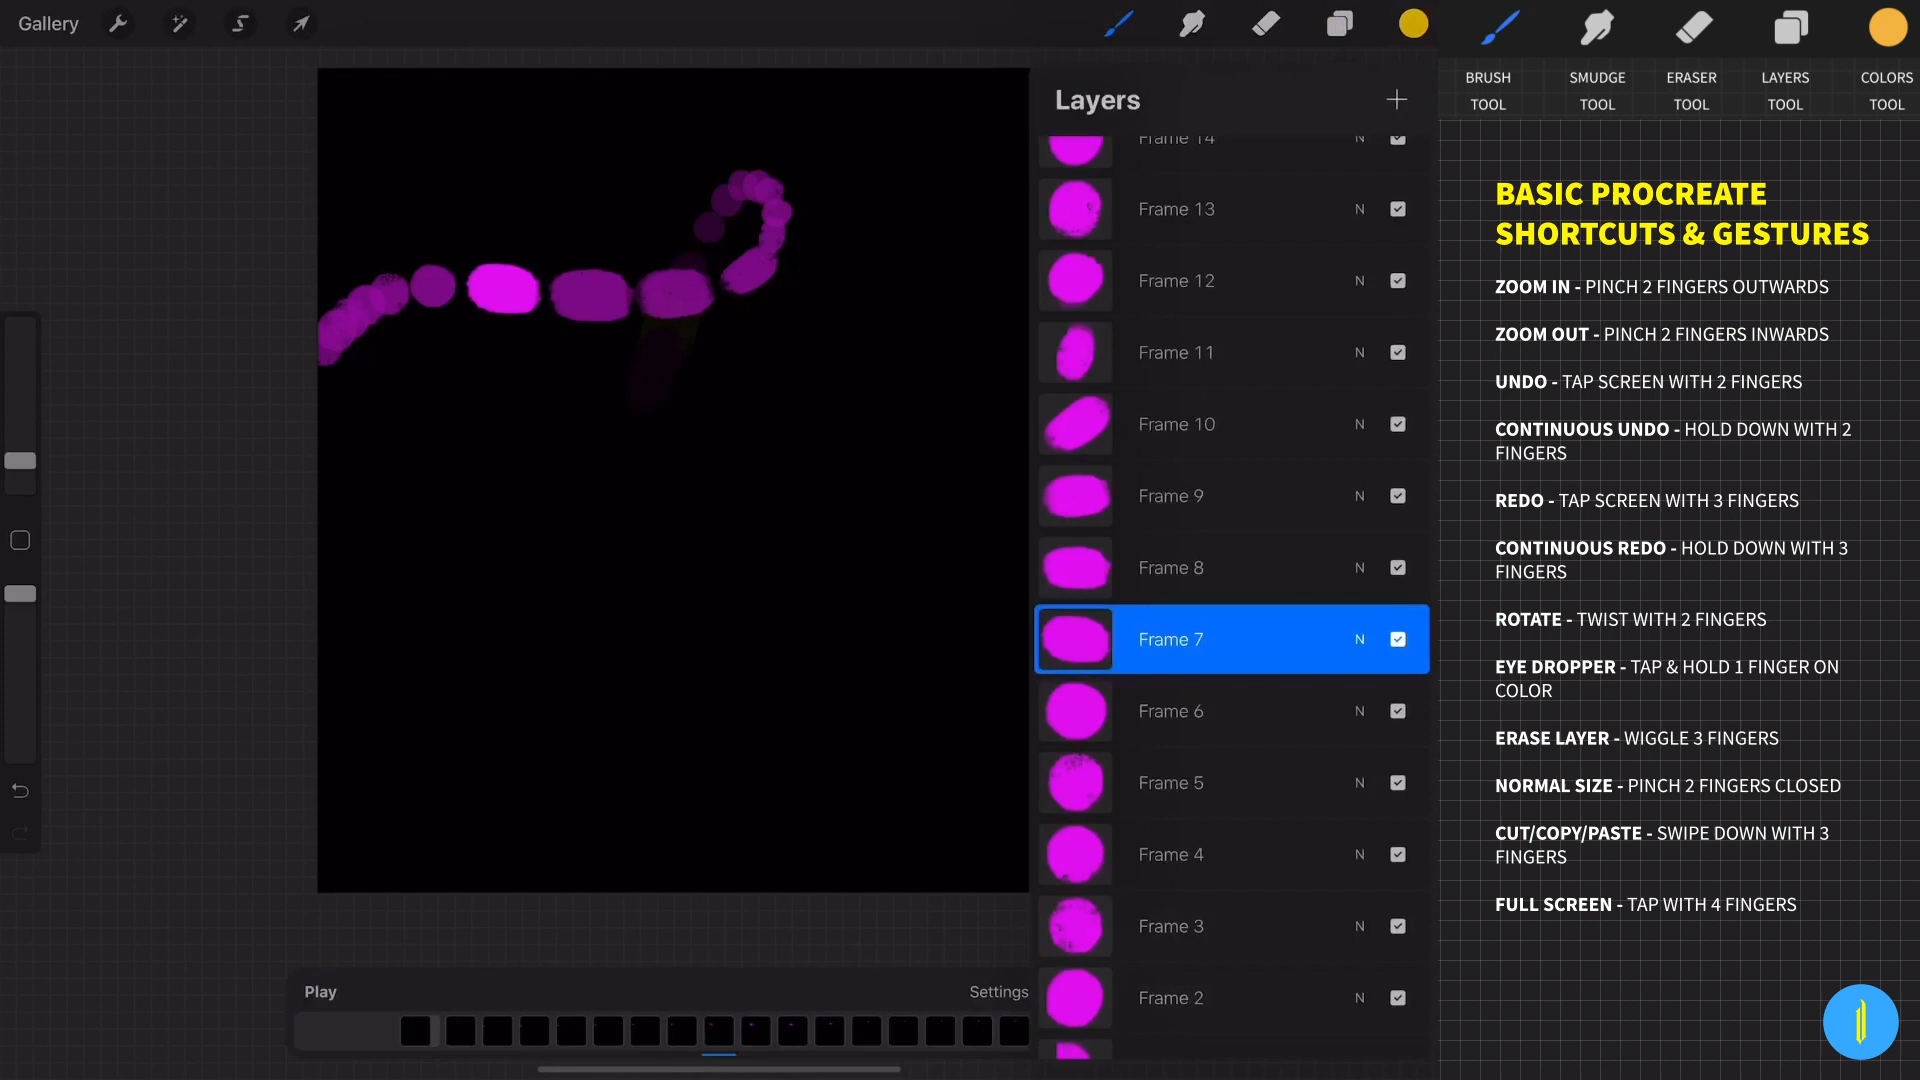 Gallery
BRUSH TOOL
SMUDGE TOOL
ERASER TOOL
LAYERS TOOL
COLORS TOOL
Layers
Frame 14 N
Frame 13 N
Frame 12 N
Frame 11 N
Frame 10 N
Frame 9 N
Frame 8 N
Frame 7 N
Frame 6 N
Frame 5 N
Frame 4 N
Frame 3 N
Frame 2 N
Play
Settings
BASIC PROCREATE
SHORTCUTS & GESTURES
ZOOM IN - PINCH 2 FINGERS OUTWARDS
ZOOM OUT - PINCH 2 FINGERS INWARDS
UNDO - TAP SCREEN WITH 2 FINGERS
CONTINUOUS UNDO - HOLD DOWN WITH 2
FINGERS
REDO - TAP SCREEN WITH 3 FINGERS
CONTINUOUS REDO - HOLD DOWN WITH 3
FINGERS
ROTATE - TWIST WITH 2 FINGERS
EYE DROPPER - TAP & HOLD 1 FINGER ON
COLOR
ERASE LAYER - WIGGLE 3 FINGERS
NORMAL SIZE - PINCH 2 FINGERS CLOSED
CUT/COPY/PASTE - SWIPE DOWN WITH 3
FINGERS
FULL SCREEN - TAP WITH 4 FINGERS